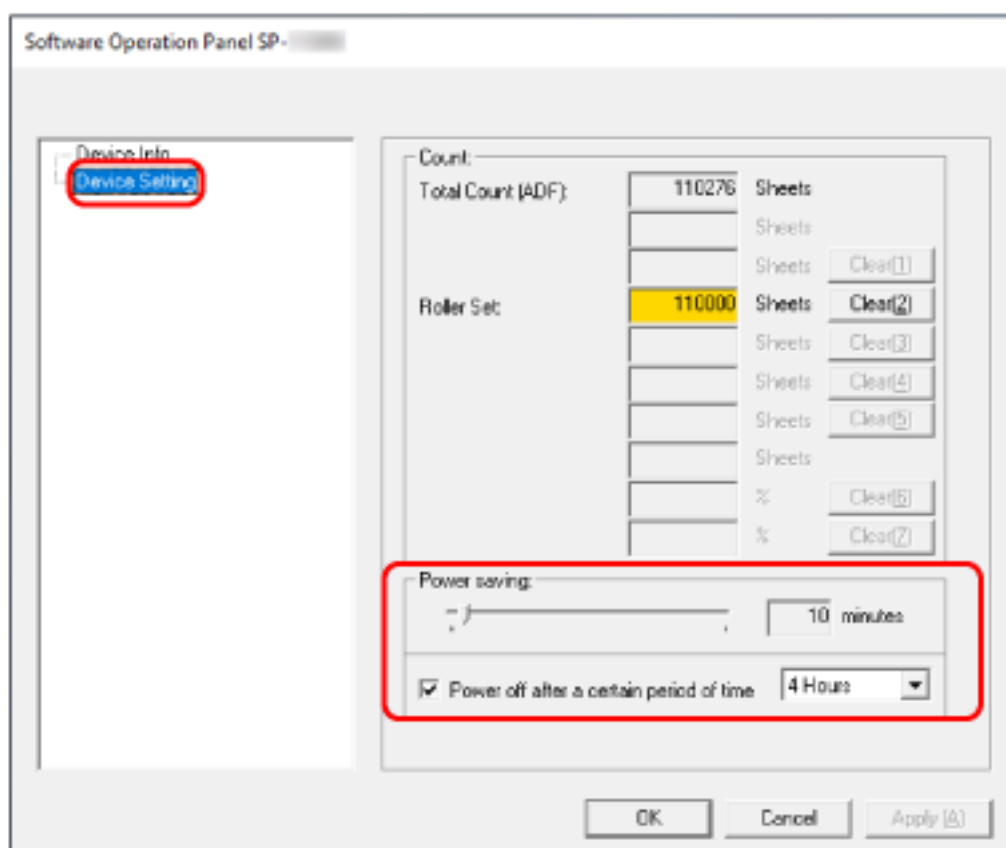 Software Operation Panel SP-
Device Info
Device Setting
Count:
Total Count (ADF): 110276 Sheets
Sheets
Sheets Clear(1)
Roller Set: 110000 Sheets Clear(2)
Sheets Clear(3)
Sheets Clear(4)
Sheets Clear(5)
Sheets
% Clear(6)
% Clear(7)
Power saving:
10 minutes
Power off after a certain period of time 4 Hours
OK Cancel Apply (A)